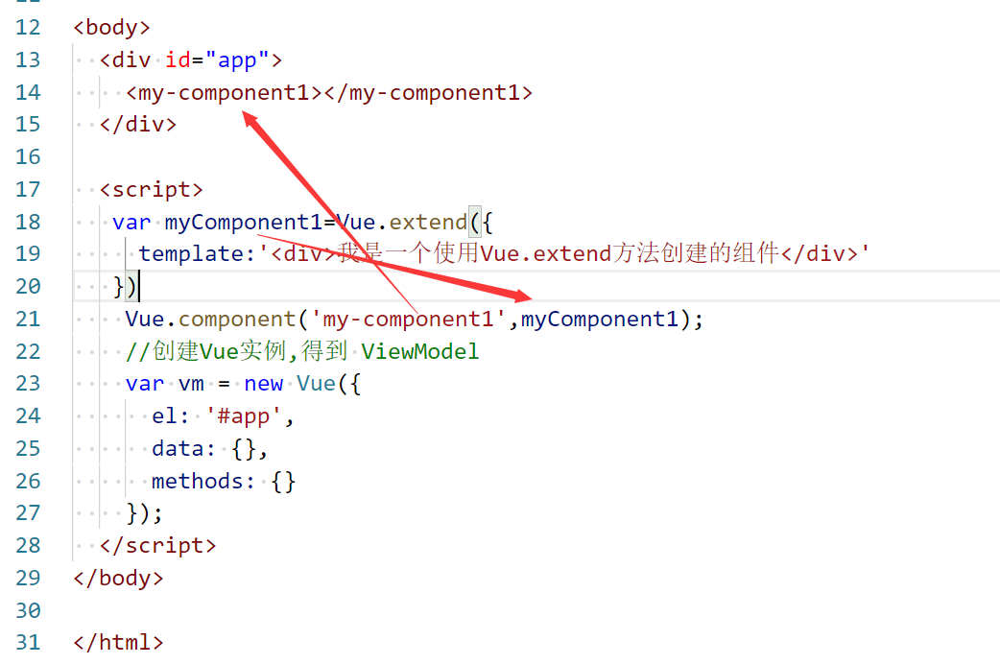 12 <body>
13 <div id="app">
14 <my-component1></my-component1>
15 </div>
16
17 <script>
18 var myComponent1=Vue.extend({
19 template:'<div>我是一个使用Vue.extend方法创建的组件</div>'
20 })
21 Vue.component('my-component1',myComponent1);
22 //创建Vue实例,得到 ViewModel
23 var vm = new Vue({
24 el: '#app',
25 data: {},
26 methods: {}
27 });
28 </script>
29 </body>
30
31 </html>